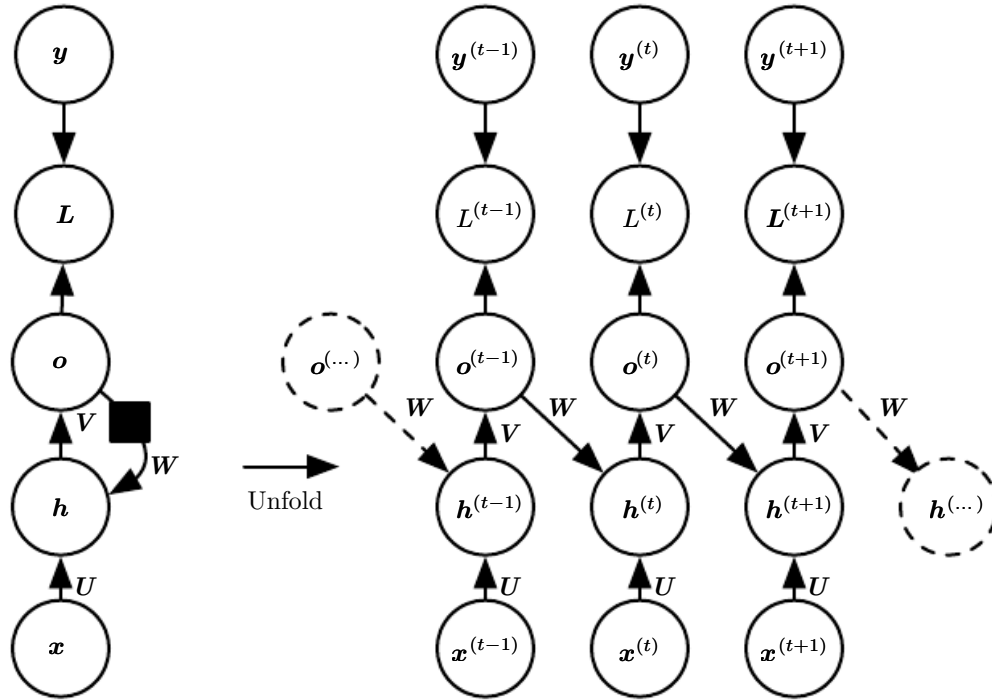 y y^{(t−1)} y^{(t)} y^{(t+1)}
L L^{(t−1)} L^{(t)} L^{(t+1)}
o o^{(...)} o^{(t−1)} o^{(t)} o^{(t+1)}
W W W W
V V V V
W
Unfold
h h^{(t−1)} h^{(t)} h^{(t+1)} h^{(...)}
U U U U
x x^{(t−1)} x^{(t)} x^{(t+1)}